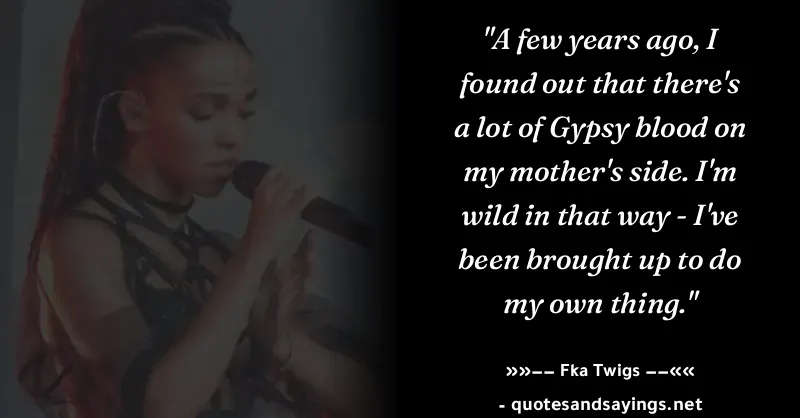 "A few years ago, I
found out that there's
a lot of Gypsy blood on
my mother's side. I'm
wild in that way - I've
been brought up to do
my own thing."
»»―― Fka Twigs ――««
- quotesandsayings.net